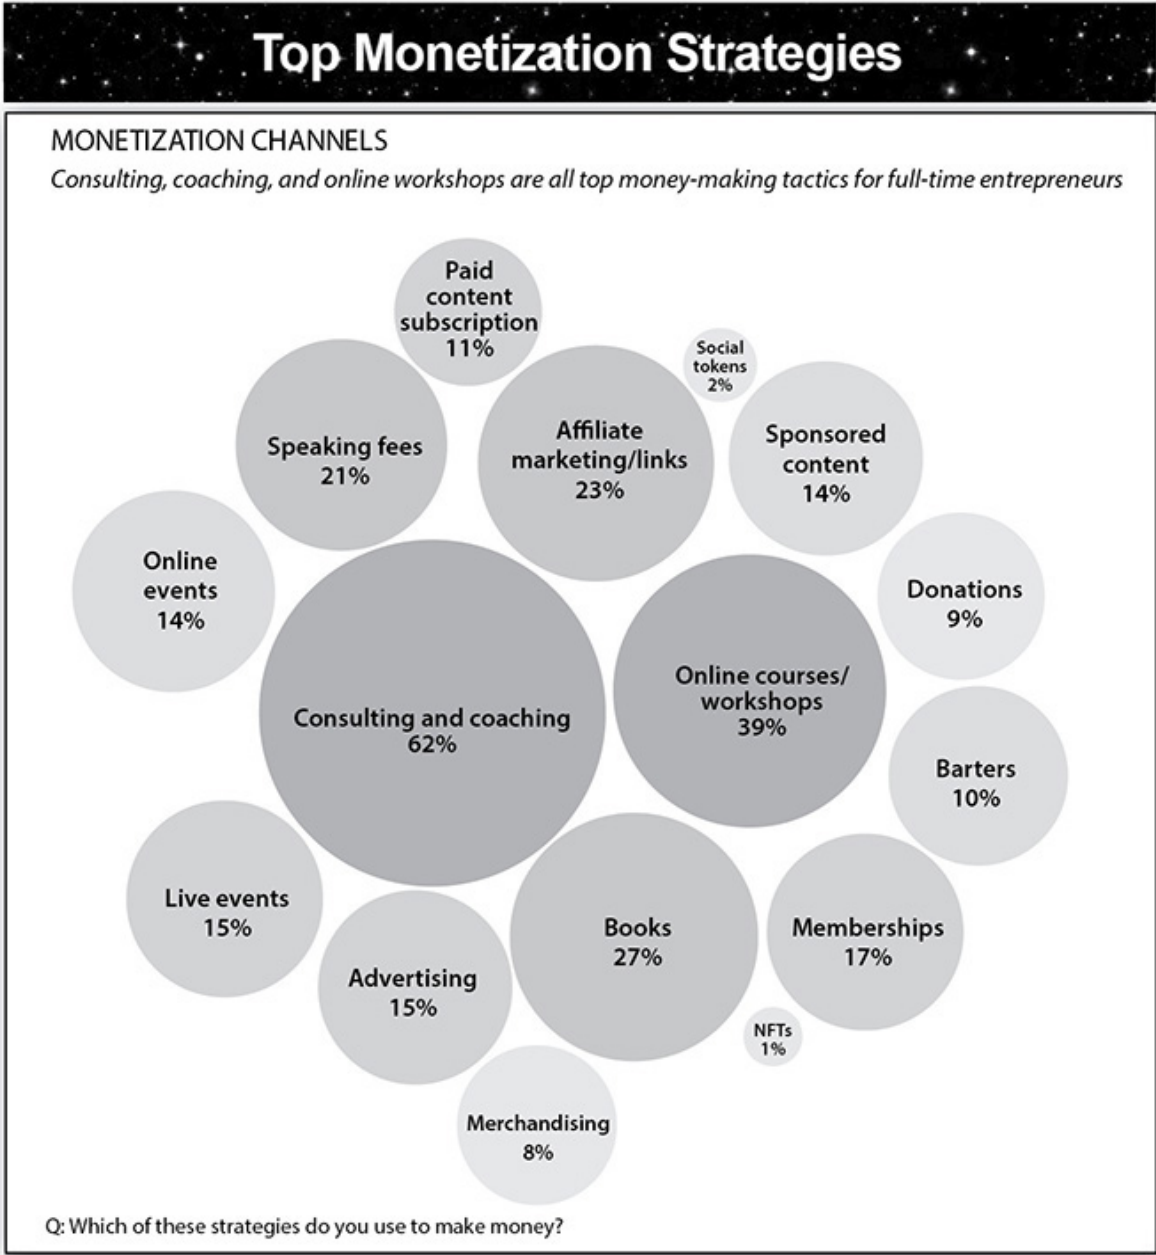 Top Monetization Strategies
MONETIZATION CHANNELS
Consulting, coaching, and online workshops are all top money-making tactics for full-time entrepreneurs
Paid
content
subscription
11%
Social
tokens
2%
Speaking fees
21%
Affiliate
marketing/links
23%
Sponsored
content
14%
Online
events
14%
Donations
9%
Consulting and coaching
62%
Online courses/
workshops
39%
Barters
10%
Live events
15%
Advertising
15%
Books
27%
Memberships
17%
NFTs
1%
Merchandising
8%
Q: Which of these strategies do you use to make money?